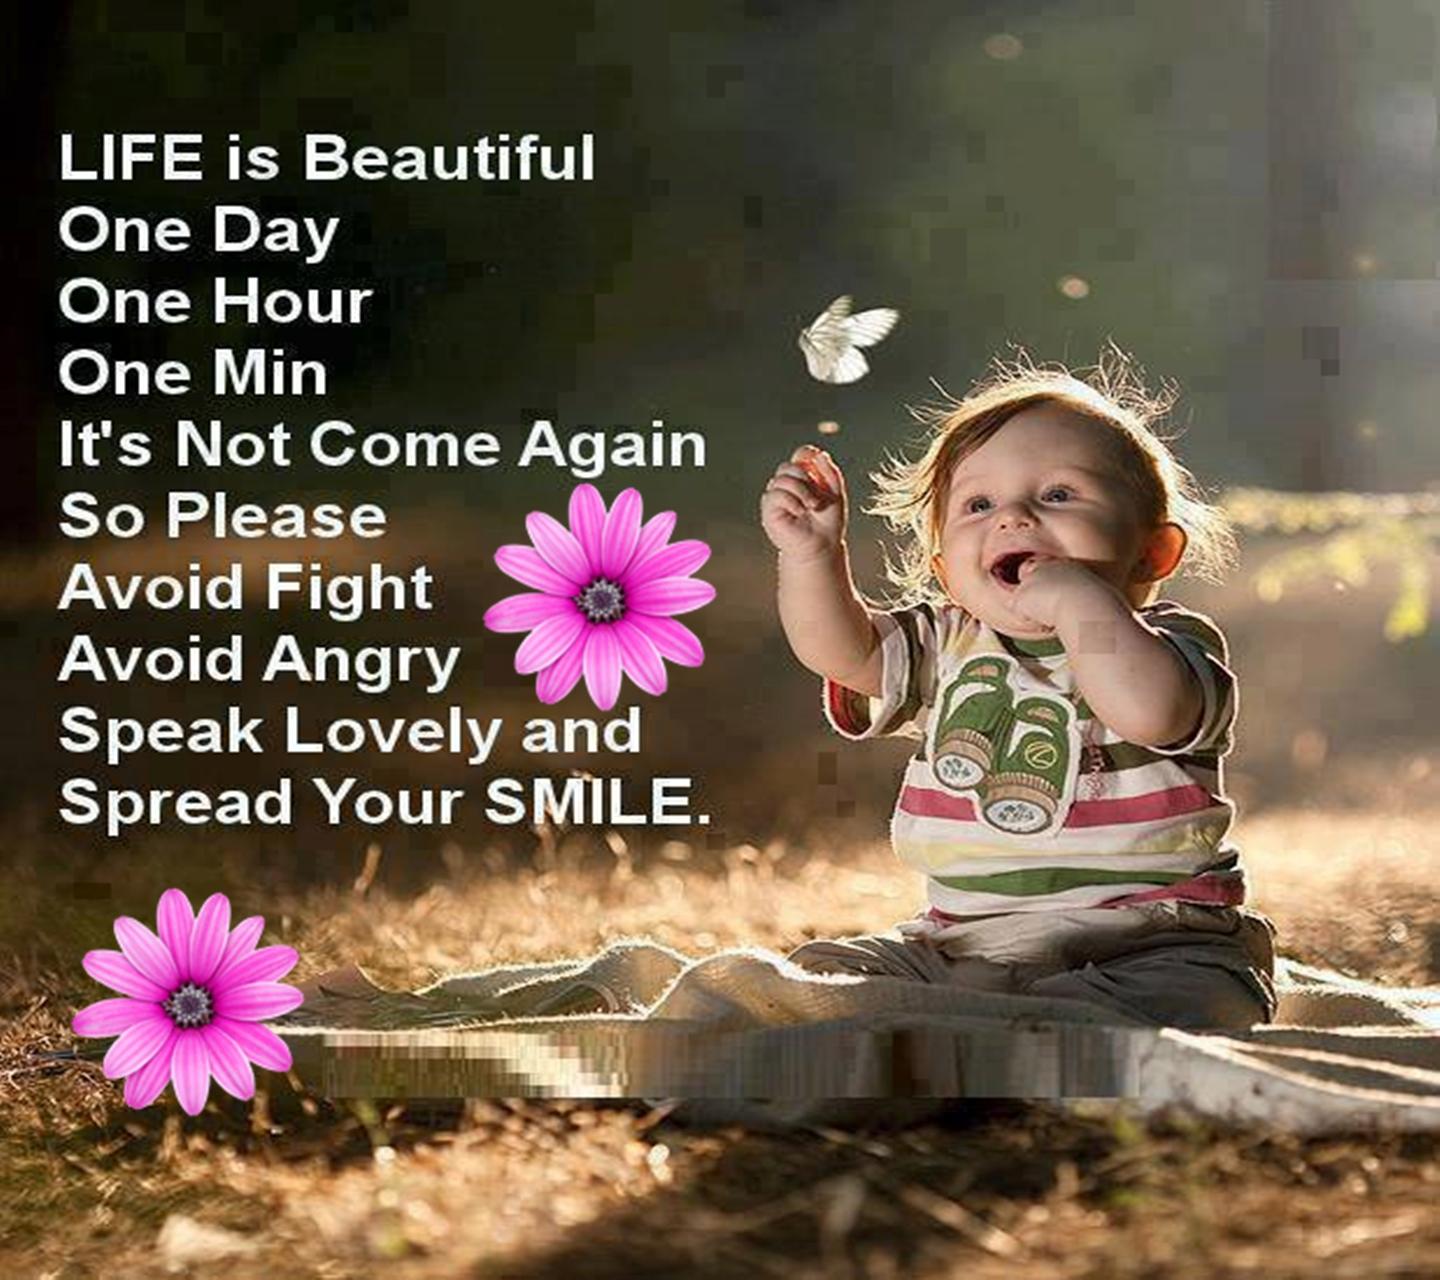 LIFE is Beautiful
One Day
One Hour
One Min
It's Not Come Again
So Please
Avoid Fight
Avoid Angry
Speak Lovely and
Spread Your SMILE.